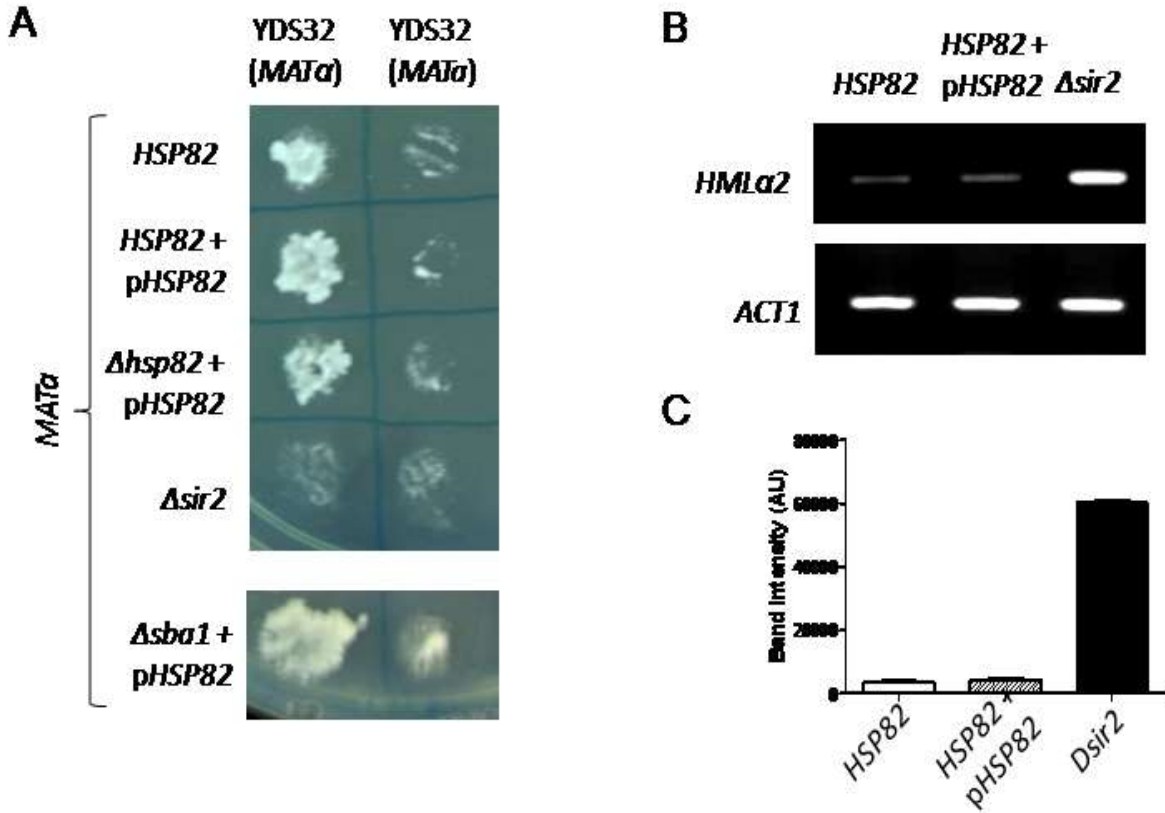 A
YDS32
(MATα)
YDS32
(MATa)
HSP82
HSP82 +
pHSP82
Δhsp82 +
pHSP82
Δsir2
Δsba1 +
pHSP82
MATa
B
HSP82
HSP82 +
pHSP82
Δsir2
HMLα2
ACT1
C
Band Intensity (AU)
80000
60000
40000
20000
0
HSP82
HSP82 +
pHSP82
Dsir2